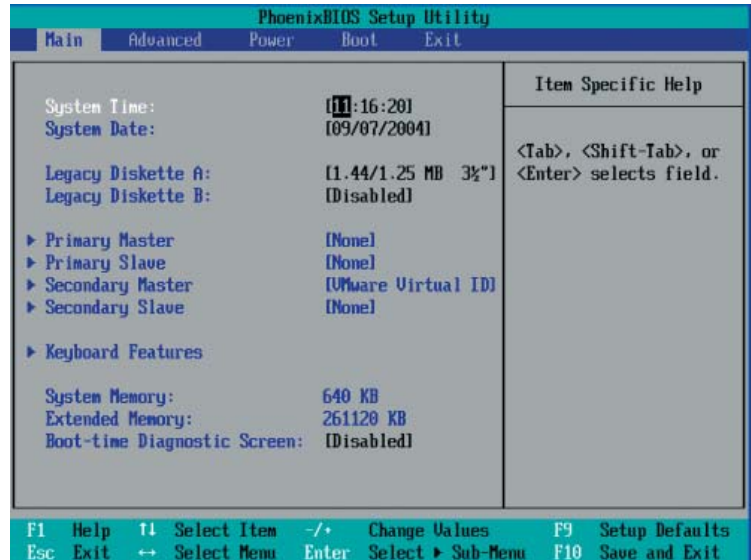 PhoenixBIOS Setup Utility
Main Advanced Power Boot Exit
Item Specific Help
System Time: [11:16:20]
System Date: [09/07/2004]
<Tab>, <Shift-Tab>, or
<Enter> selects field.
Legacy Diskette A: [1.44/1.25 MB 3½"]
Legacy Diskette B: [Disabled]
▶ Primary Master [None]
▶ Primary Slave [None]
▶ Secondary Master [VMware Virtual ID]
▶ Secondary Slave [None]
▶ Keyboard Features
System Memory: 640 KB
Extended Memory: 261120 KB
Boot-time Diagnostic Screen: [Disabled]
F1 Help ↑↓ Select Item -/+ Change Values F9 Setup Defaults
Esc Exit ↔ Select Menu Enter Select ▶ Sub-Menu F10 Save and Exit